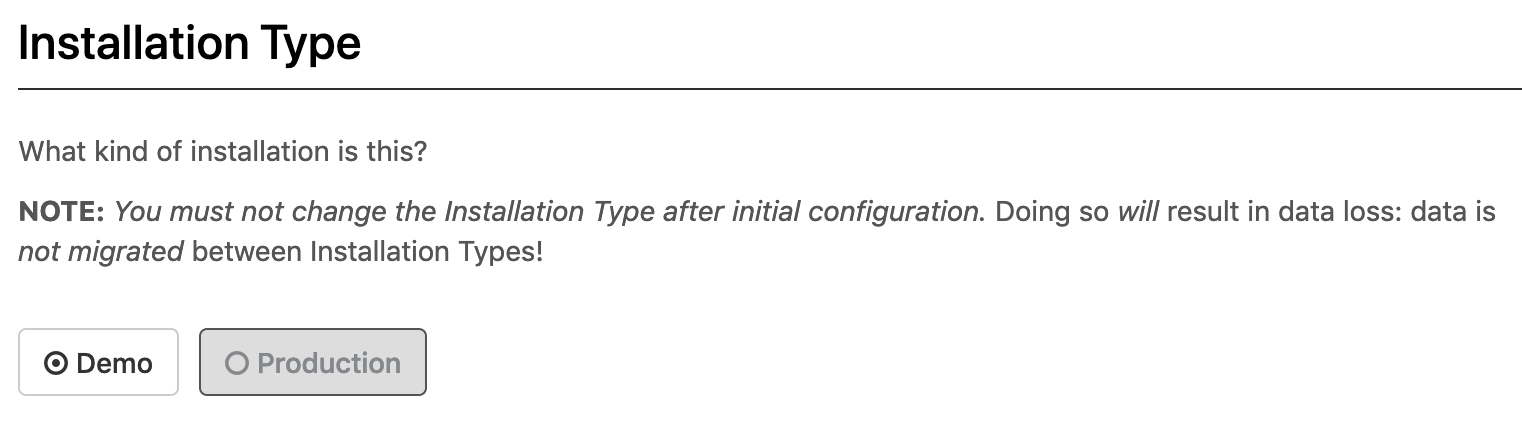 Installation Type
What kind of installation is this?
NOTE: You must not change the Installation Type after initial configuration. Doing so will result in data loss: data is
not migrated between Installation Types!
Demo
Production